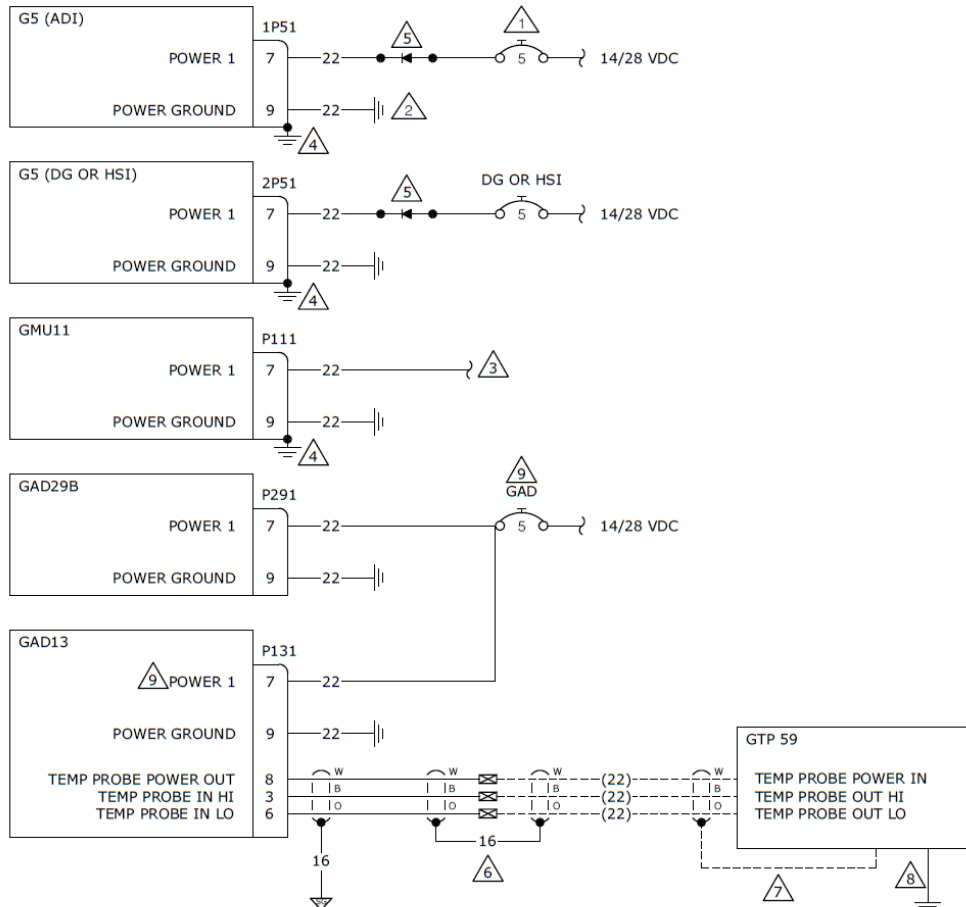 G5 (ADI)
1P51
5
1
POWER 1 7 22 5 14/28 VDC
POWER GROUND 9 22 2
4
G5 (DG OR HSI)
2P51
5
DG OR HSI
POWER 1 7 22 5 14/28 VDC
POWER GROUND 9 22
4
GMU11
P111
POWER 1 7 22 3
POWER GROUND 9 22
4
GAD29B
P291
9
GAD
POWER 1 7 22 5 14/28 VDC
POWER GROUND 9 22
GAD13
P131
9 POWER 1 7 22
POWER GROUND 9 22
GTP 59
TEMP PROBE POWER OUT 8 W W W (22) W TEMP PROBE POWER IN
TEMP PROBE IN HI 3 B B B (22) B TEMP PROBE OUT HI
TEMP PROBE IN LO 6 O O O (22) O TEMP PROBE OUT LO
16
16
6
7
8
SG